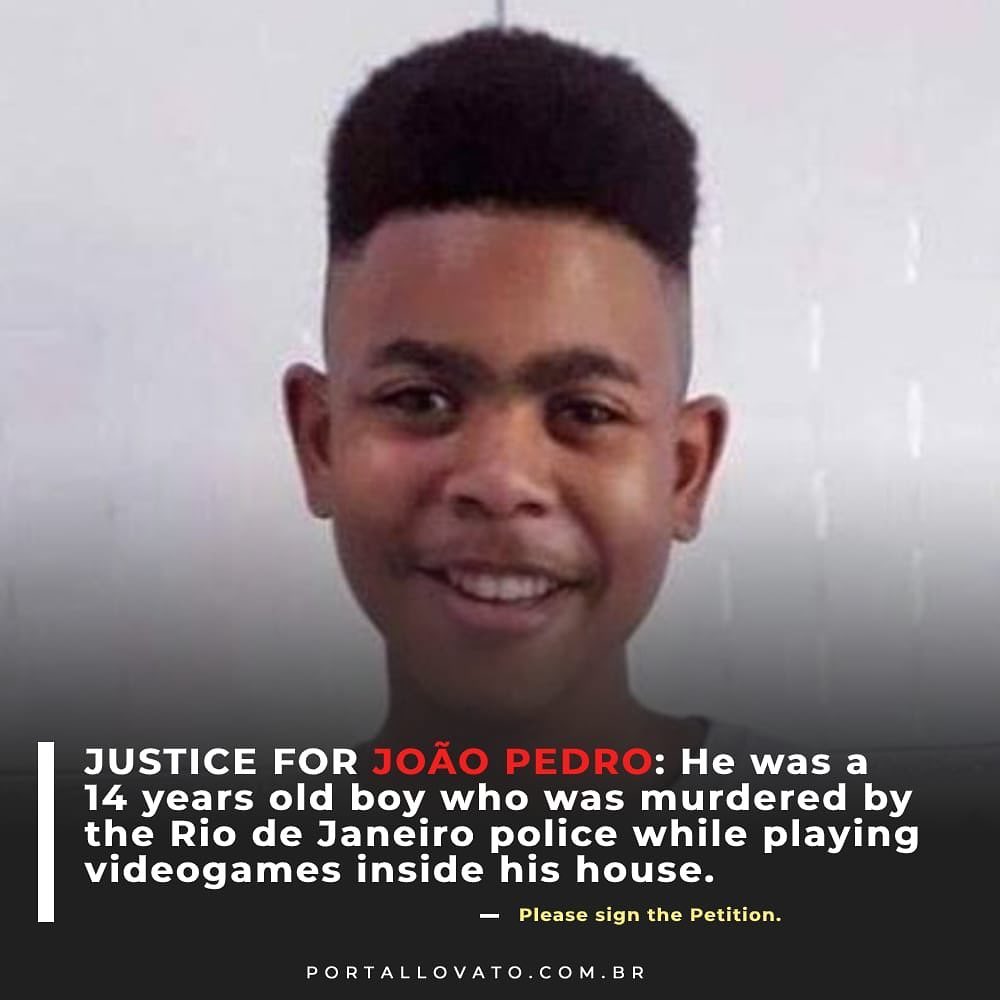 JUSTICE FOR JOÃO PEDRO: He was a
14 years old boy who was murdered by
the Rio de Janeiro police while playing
videogames inside his house.
— Please sign the Petition.
PORTALLOVATO.COM.BR